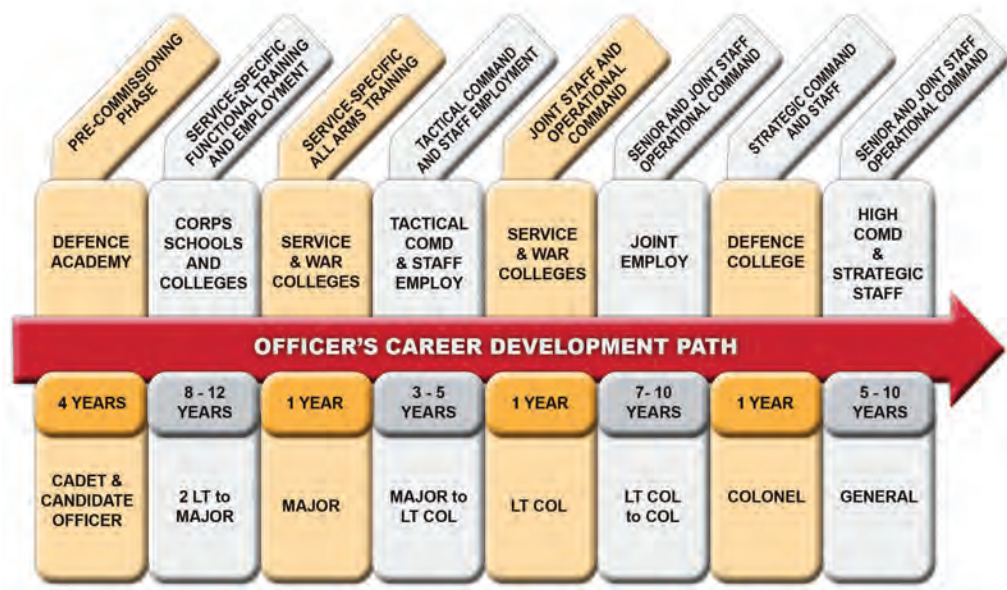 PRE-COMMISSIONING
PHASE
SERVICE-SPECIFIC
FUNCTIONAL TRAINING
AND EMPLOYMENT
SERVICE-SPECIFIC
ALL ARMS TRAINING
TACTICAL COMMAND
AND STAFF EMPLOYMENT
JOINT STAFF AND
OPERATIONAL
COMMAND
SENIOR AND JOINT STAFF
OPERATIONAL COMMAND
STRATEGIC COMMAND
AND STAFF
SENIOR AND JOINT STAFF
OPERATIONAL COMMAND
DEFENCE
ACADEMY
CORPS
SCHOOLS
AND
COLLEGES
SERVICE
& WAR
COLLEGES
TACTICAL
COMD
& STAFF
EMPLOY
SERVICE
& WAR
COLLEGES
JOINT
EMPLOY
DEFENCE
COLLEGE
HIGH
COMD
&
STRATEGIC
STAFF
OFFICER'S CAREER DEVELOPMENT PATH
4 YEARS
8 - 12
YEARS
1 YEAR
3 - 5
YEARS
1 YEAR
7- 10
YEARS
1 YEAR
5 - 10
YEARS
CADET &
CANDIDATE
OFFICER
2 LT to
MAJOR
MAJOR
MAJOR to
LT COL
LT COL
LT COL
to COL
COLONEL
GENERAL